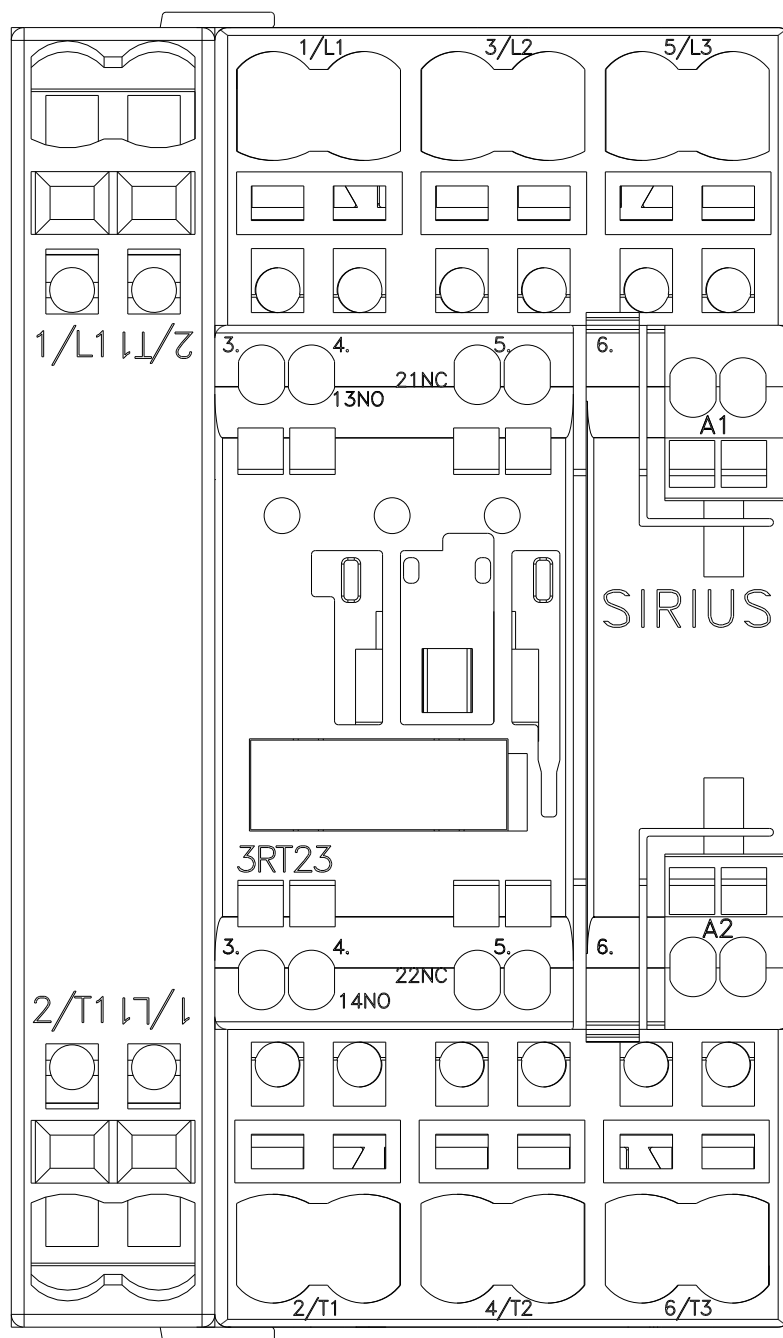 1/L1 3/L2 5/L3
1/L1 2/T1
3. 4. 5. 6.
21NC
13NO
A1
SIRIUS
3RT23
A2
3. 4. 5. 6.
22NC
14NO
2/T1 1/L1
2/T1 4/T2 6/T3